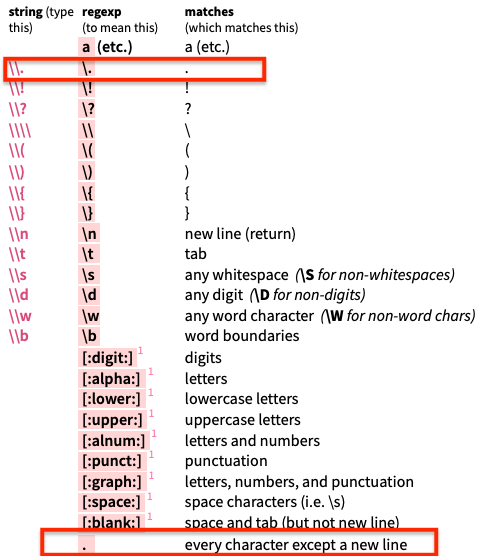 string (type this) regexp (to mean this) matches (which matches this)
a (etc.) a (etc.)
\\. \. .
\\! \! !
\\? \? ?
\\\\ \\ \
\\( \( (
\\) \) )
\\{ \{ {
\\} \} }
\\n \n new line (return)
\\t \t tab
\\s \s any whitespace (\S for non-whitespaces)
\\d \d any digit (\D for non-digits)
\\w \w any word character (\W for non-word chars)
\\b \b word boundaries
[:digit:] 1 digits
[:alpha:] 1 letters
[:lower:] 1 lowercase letters
[:upper:] 1 uppercase letters
[:alnum:] 1 letters and numbers
[:punct:] 1 punctuation
[:graph:] 1 letters, numbers, and punctuation
[:space:] 1 space characters (i.e. \s)
[:blank:] 1 space and tab (but not new line)
. every character except a new line